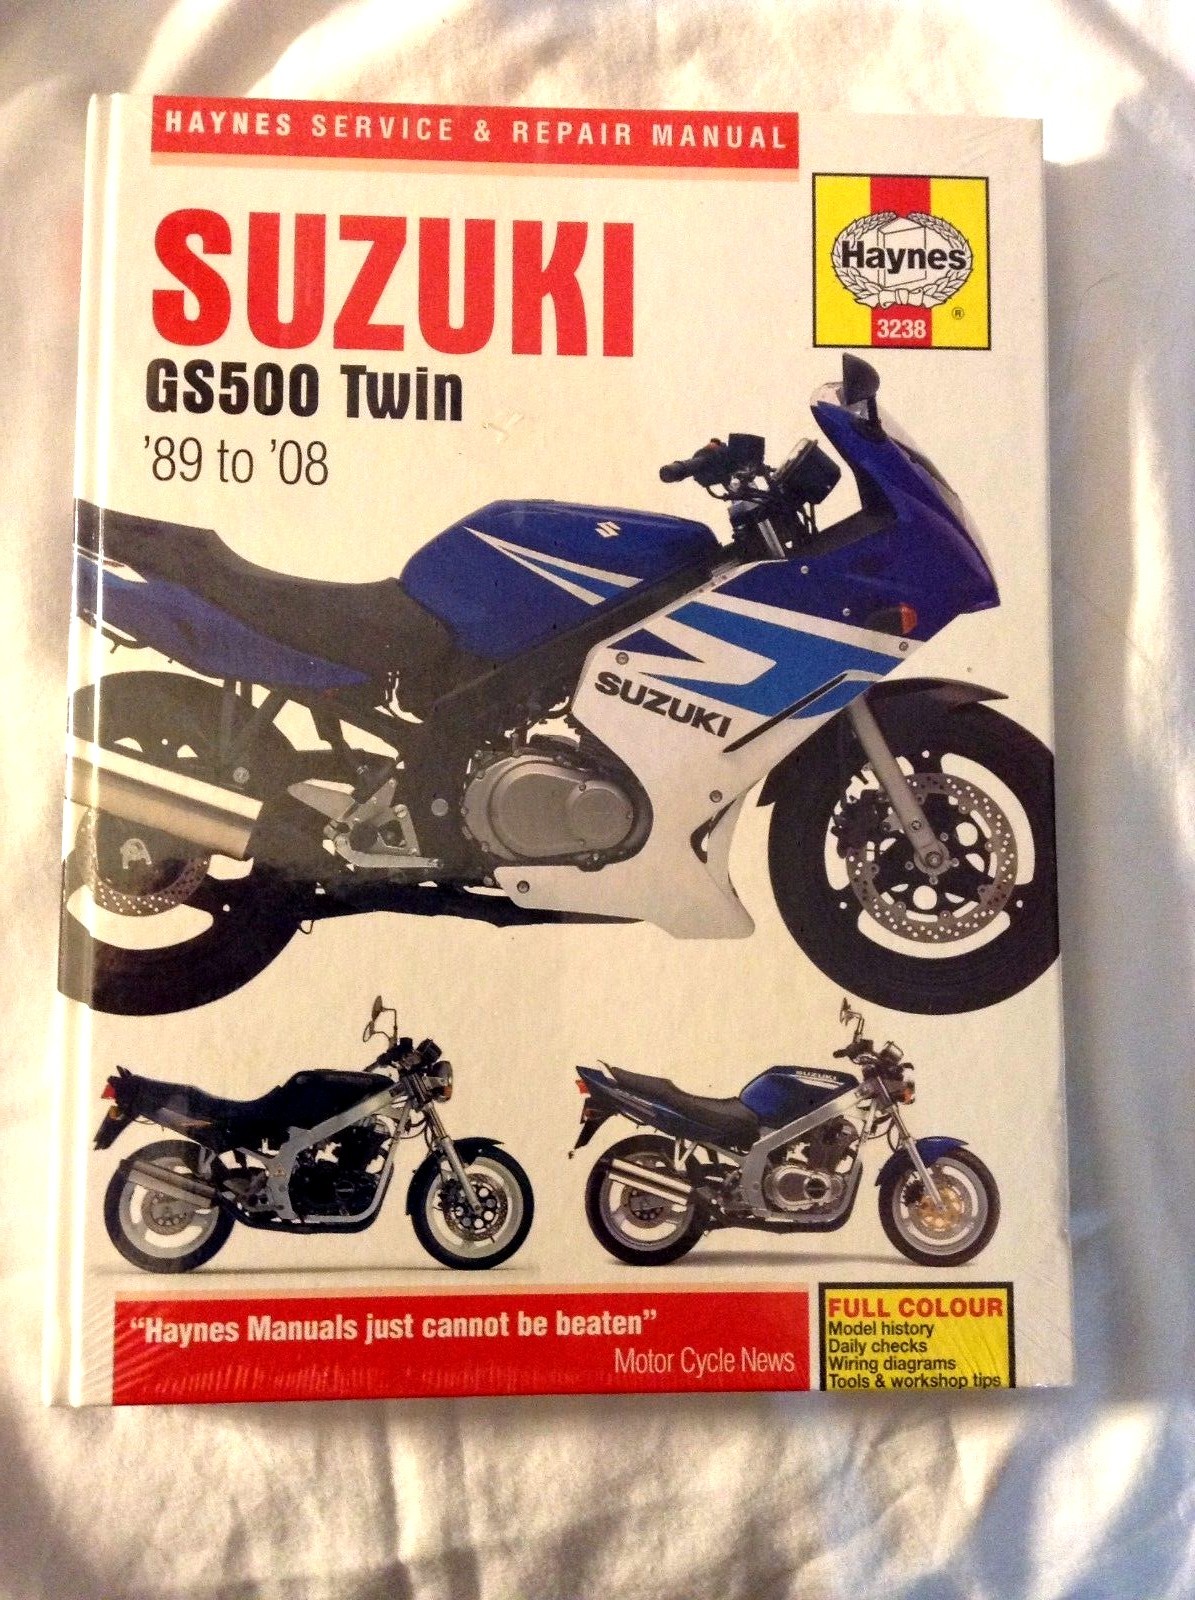 HAYNES SERVICE & REPAIR MANUAL
Haynes
®
3238
SUZUKI
GS500 Twin
'89 to '08
SUZUKI
SUZUKI
"Haynes Manuals just cannot be beaten"
Motor Cycle News
FULL COLOUR
Model history
Daily checks
Wiring diagrams
Tools & workshop tips